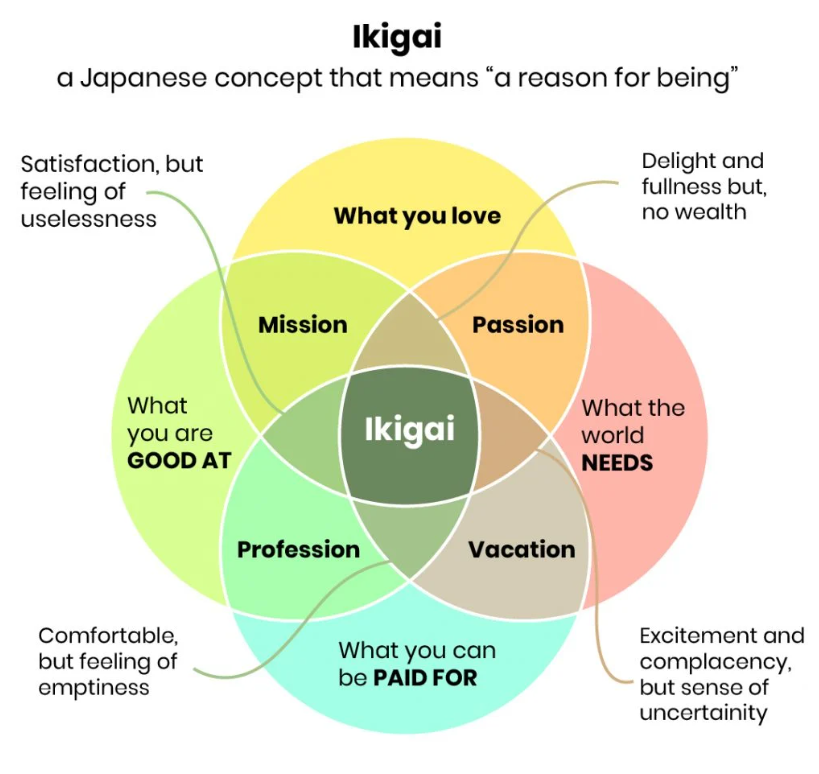 Ikigai
a Japanese concept that means “a reason for being”
Satisfaction, but
feeling of
uselessness
Delight and
fullness but,
no wealth
What you love
Mission
Passion
What
you are
GOOD AT
Ikigai
What the
world
NEEDS
Profession
Vacation
Comfortable,
but feeling of
emptiness
What you can
be PAID FOR
Excitement and
complacency,
but sense of
uncertainity